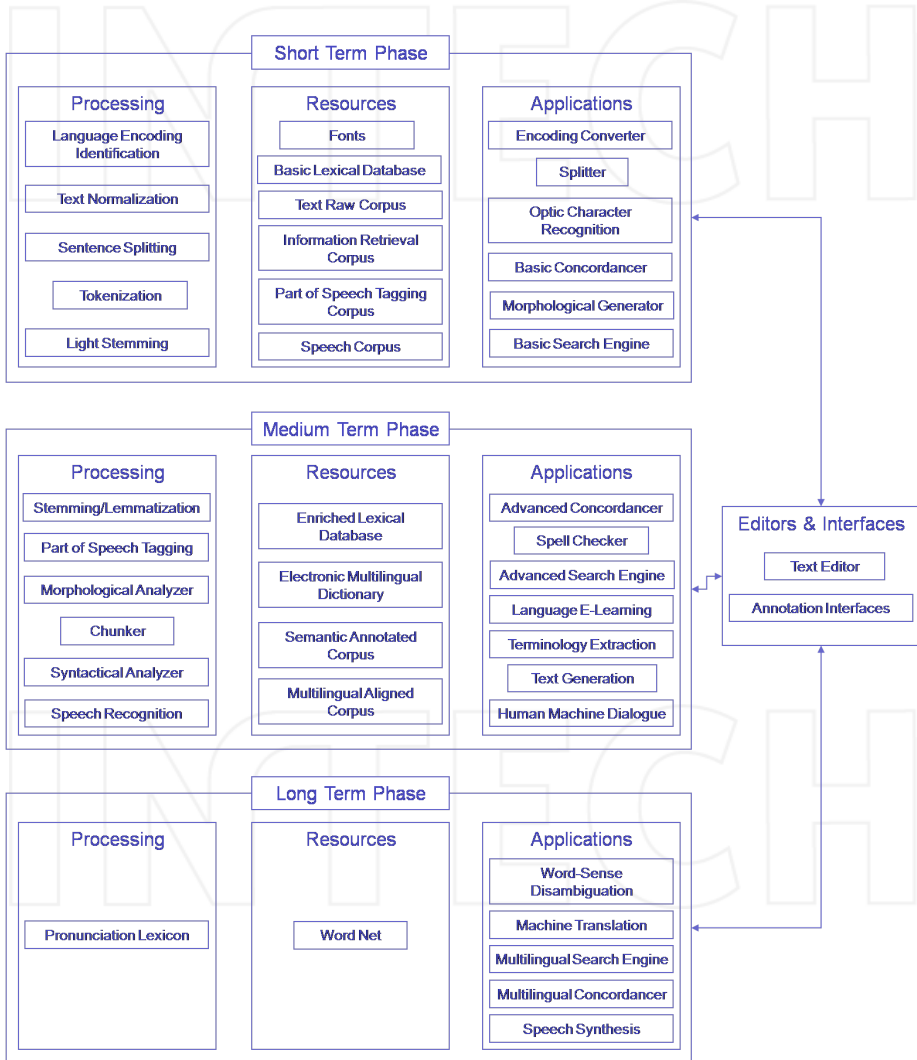 INTECH
Short Term Phase
Processing
Language Encoding
Identification
Text Normalization
Sentence Splitting
Tokenization
Light Stemming
Resources
Fonts
Basic Lexical Database
Text Raw Corpus
Information Retrieval
Corpus
Part of Speech Tagging
Corpus
Speech Corpus
Applications
Encoding Converter
Splitter
Optic Character
Recognition
Basic Concordancer
Morphological Generator
Basic Search Engine
Medium Term Phase
Processing
Stemming/Lemmatization
Part of Speech Tagging
Morphological Analyzer
Chunker
Syntactical Analyzer
Speech Recognition
Resources
Enriched Lexical
Database
Electronic Multilingual
Dictionary
Semantic Annotated
Corpus
Multilingual Aligned
Corpus
Applications
Advanced Concordancer
Spell Checker
Advanced Search Engine
Language E-Learning
Terminology Extraction
Text Generation
Human Machine Dialogue
Editors & Interfaces
Text Editor
Annotation Interfaces
INTECH
Long Term Phase
Processing
Pronunciation Lexicon
Resources
Word Net
Applications
Word-Sense
Disambiguation
Machine Translation
Multilingual Search Engine
Multilingual Concordancer
Speech Synthesis